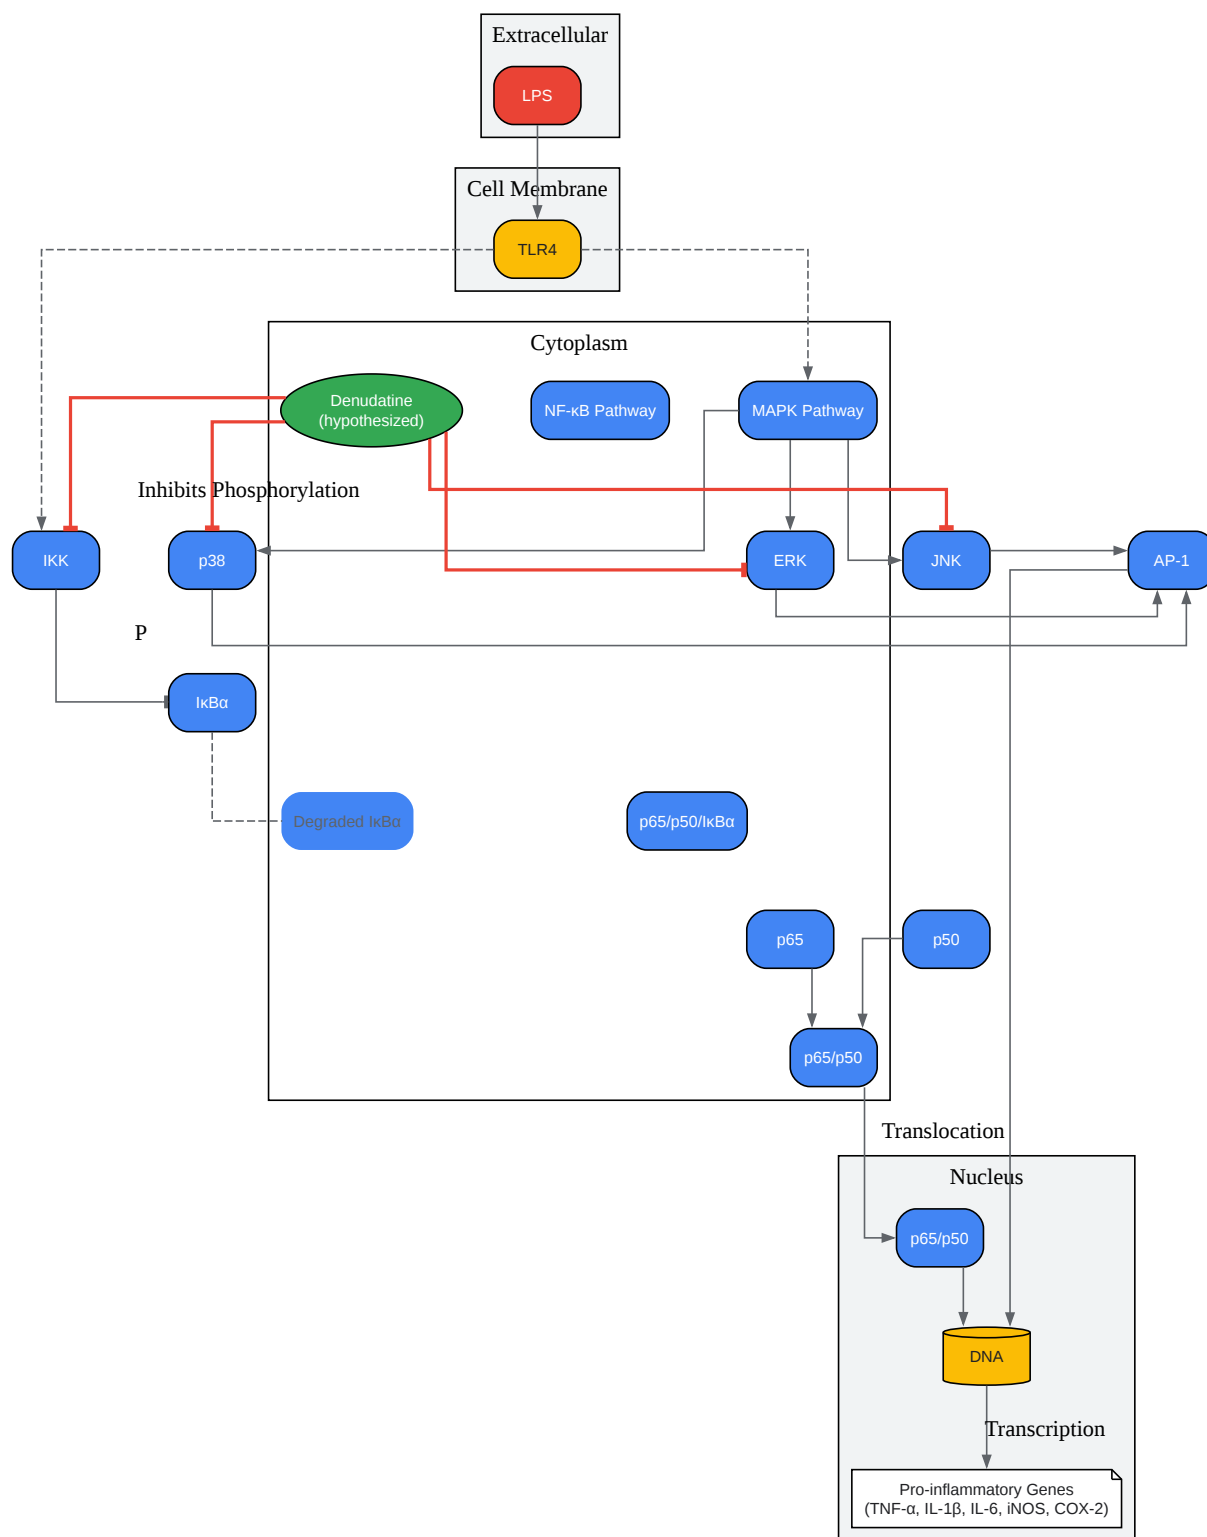 Extracellular
LPS
Cell Membrane
TLR4
Cytoplasm
Denudatine
(hypothesized)
NF-κB Pathway
MAPK Pathway
Inhibits Phosphorylation
IKK
p38
ERK
JNK
AP-1
P
IκBα
Degraded IκBα
p65/p50/IκBα
p65
p50
p65/p50
Translocation
Nucleus
p65/p50
DNA
Transcription
Pro-inflammatory Genes
(TNF-α, IL-1β, IL-6, iNOS, COX-2)